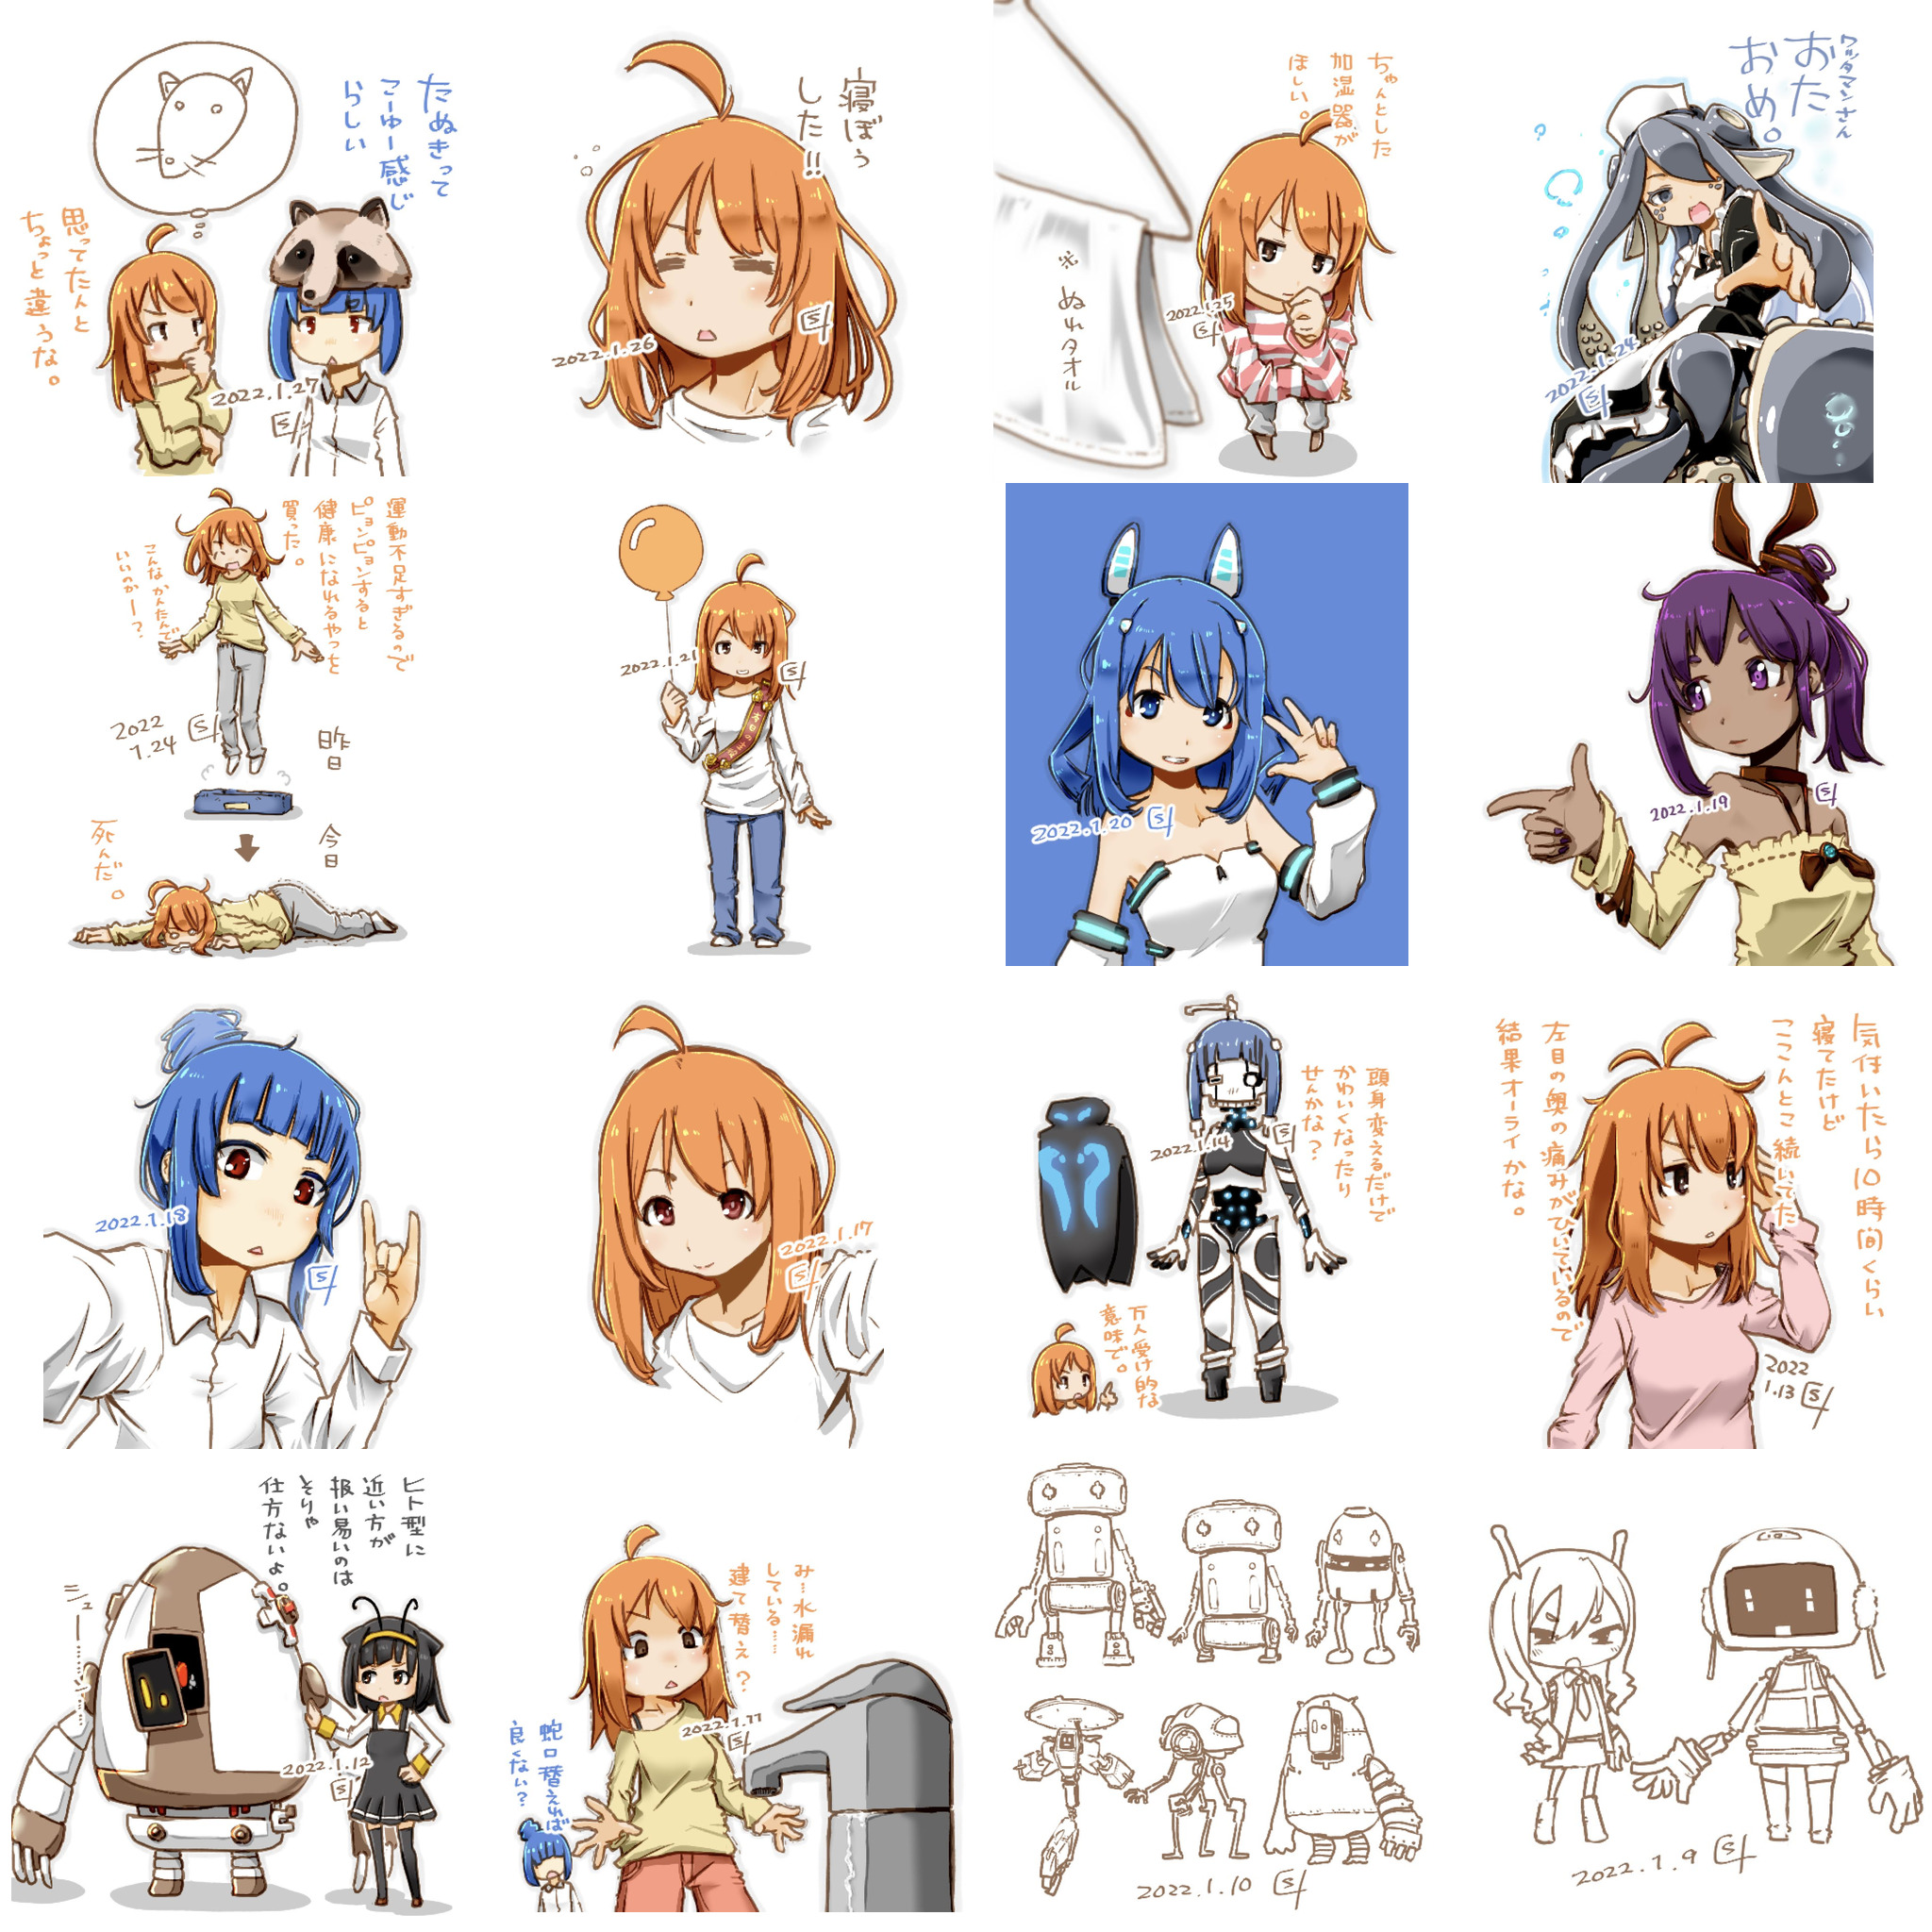 たぬきって
こーゆー感じ
らしい
思ってたんと
ちょっと違うな。
2022.1.27
寝ぼう
した!!
2022.1.26
ちゃんとした
加湿器が
ほしい。
※ ぬれタオル
2022.1.25
ワッタマンさん
おた
おめ。
2022.1.24
運動不足すぎるので
ピョンピョンすると
健康になれるやつを
買った。
こんなかんたんで
いいのかー?
2022
1.24
昨日
今日
死んだ。
2022.1.21
2022.1.20
2022.1.19
2022.1.18
2022.1.17
頭身変えるだけで
かわいくなったり
せんかな?
2022.1.14
万人受け的な
意味で。
気付いたら10時間くらい
寝てたけど
ここんとこ続いてた
左目の奥の痛みがひいているので
結果オーライかな。
2022
1.13
ヒト型に
近い方が
扱い易いのは
そりゃ
仕方ないよ。
シュー……ン…
2022.1.12
み…水漏れ
している……
建て替え?
2022.1.11
蛇口替えれば
良くない?
2022.1.10
2022.1.9